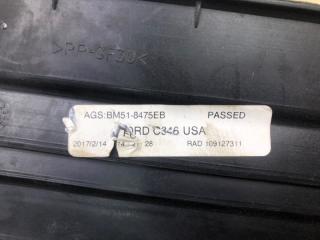 >PP-GF30<
AGS:BM51-8475EB PASSED
FORD C346 USA
2017/2/14 28 RAD 109127311